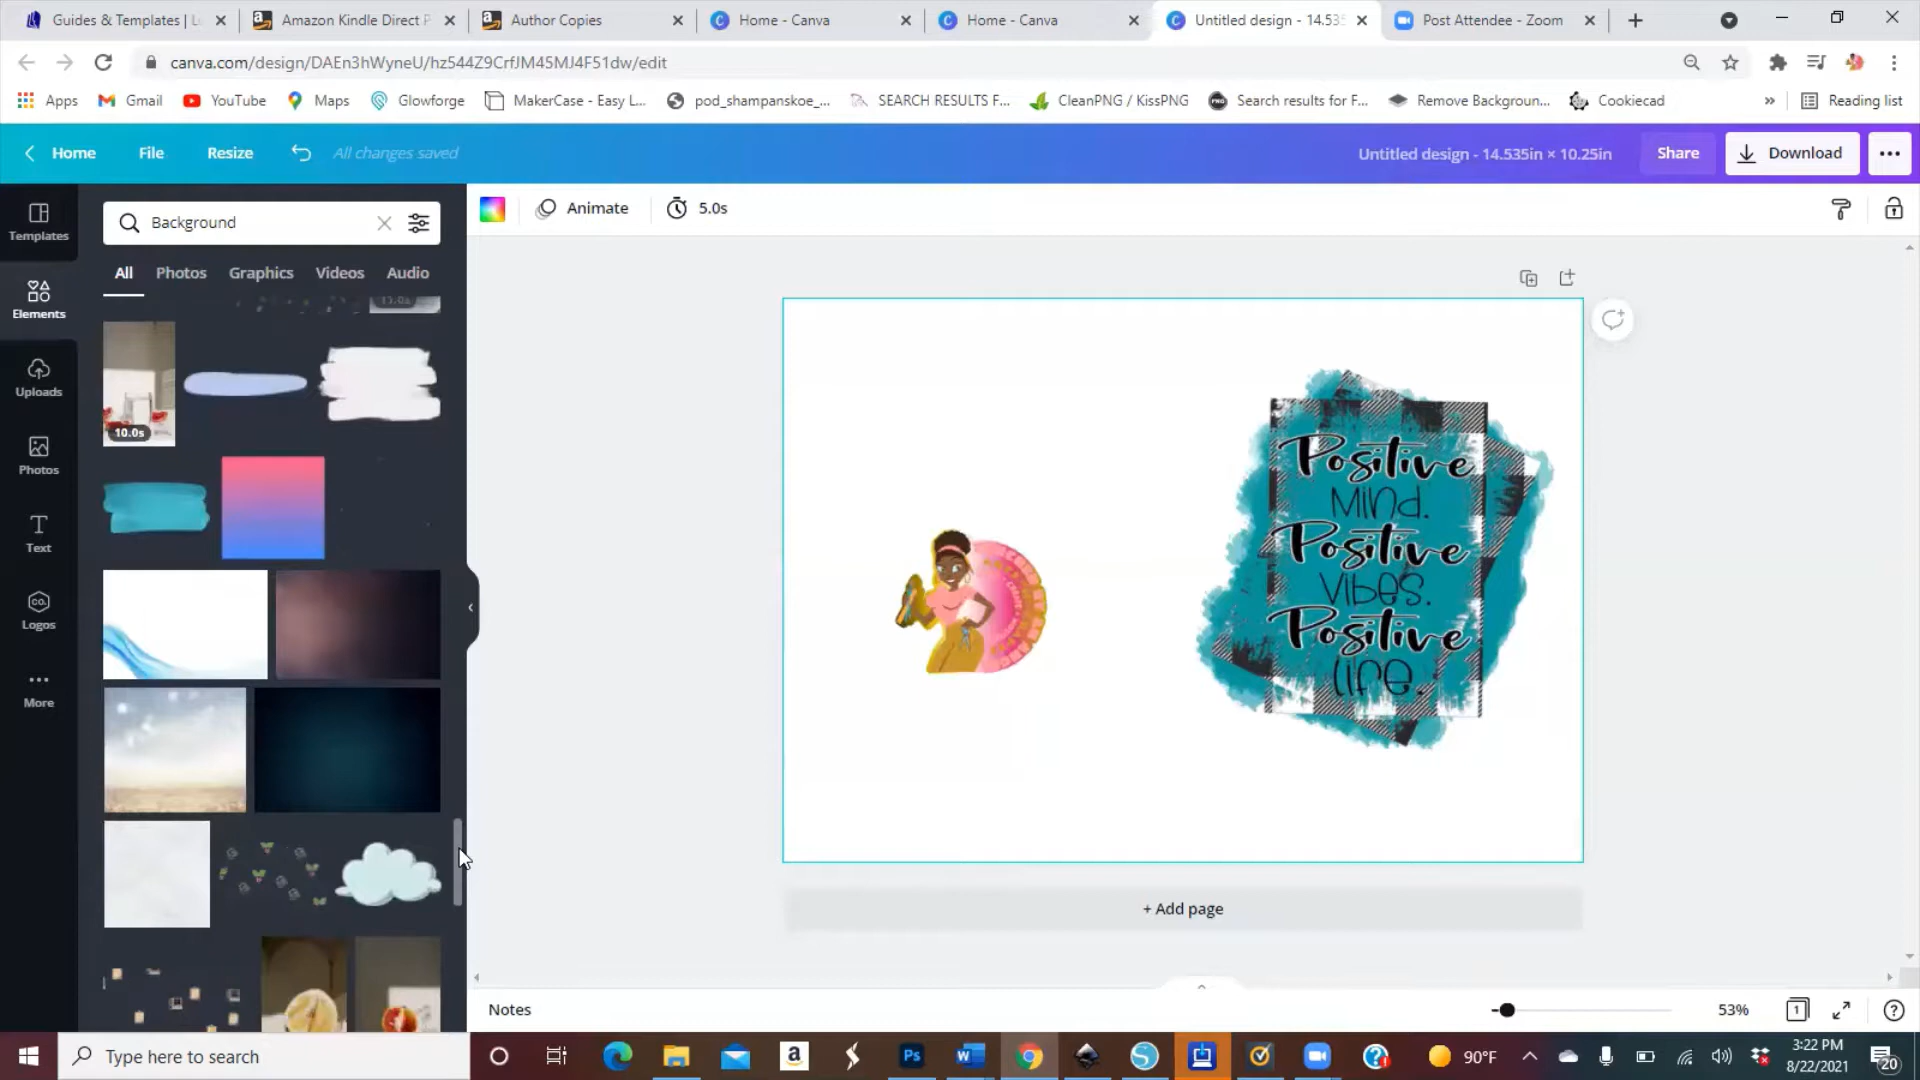 Guides & Templates | L
Amazon Kindle Direct P
Author Copies
Home - Canva
Home - Canva
Untitled design - 14.535
Post Attendee - Zoom
canva.com/design/DAEn3hWyneU/hz544Z9CrfJM45MJ4F51dw/edit
Apps
Gmail
YouTube
Maps
Glowforge
MakerCase - Easy L...
pod_shampanskoe_...
SEARCH RESULTS F...
CleanPNG / KissPNG
Search results for F...
Remove Backgroun...
Cookiecad
»
Reading list
Home
File
Resize
All changes saved
Untitled design - 14.535in × 10.25in
Share
Download
Templates
Elements
Uploads
Photos
Text
CO.
Logos
More
Background
All
Photos
Graphics
Videos
Audio
10.0s
Animate
5.0s
Positive
Mind.
Positive
Vibes.
Positive
Life.
+ Add page
Notes
53%
1
Type here to search
Ps
90°F
3:22 PM
8/22/2021
20